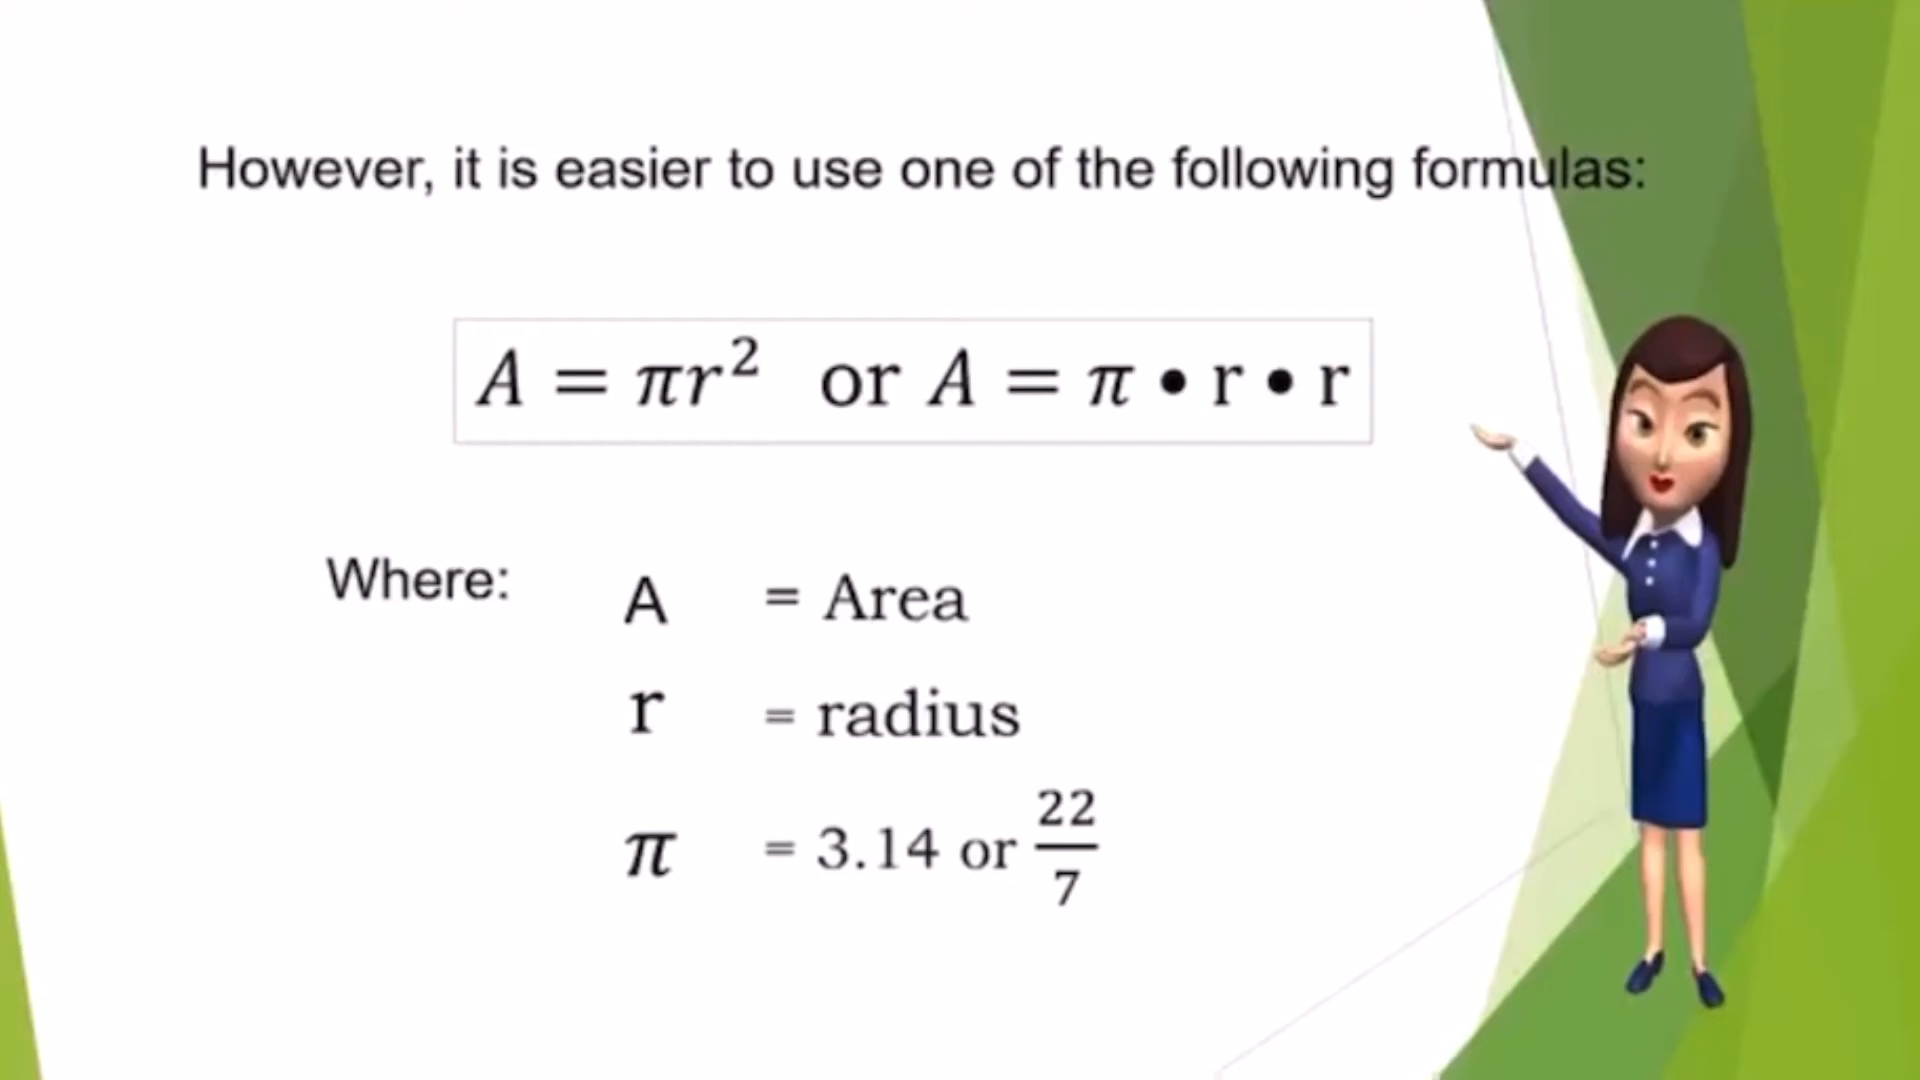 However, it is easier to use one of the following formulas:
A = πr² or A = π • r • r
Where:
A = Area
r = radius
π = 3.14 or 22/7